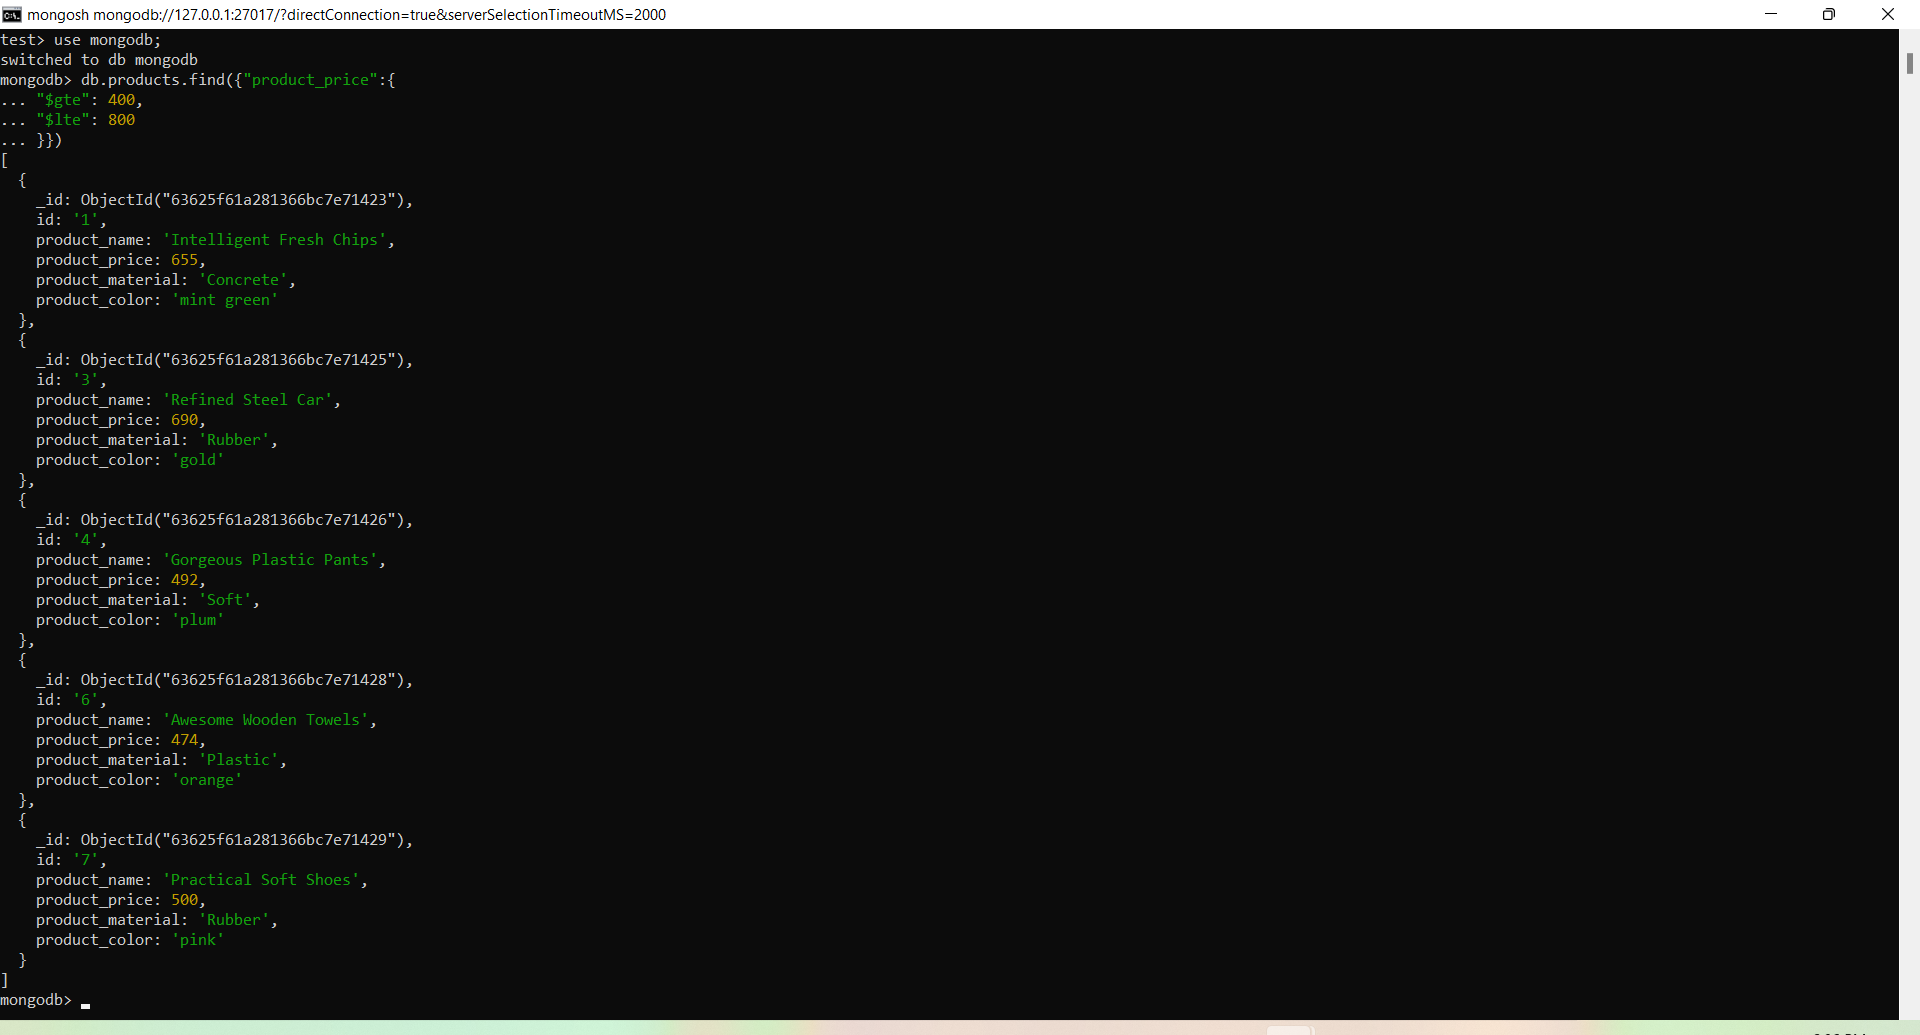 mongosh mongodb://127.0.0.1:27017/?directConnection=true&serverSelectionTimeoutMS=2000
test> use mongodb;
switched to db mongodb
mongodb> db.products.find({"product_price":{
... "$gte": 400,
... "$lte": 800
... }})
[
  {
    _id: ObjectId("63625f61a281366bc7e71423"),
    id: '1',
    product_name: 'Intelligent Fresh Chips',
    product_price: 655,
    product_material: 'Concrete',
    product_color: 'mint green'
  },
  {
    _id: ObjectId("63625f61a281366bc7e71425"),
    id: '3',
    product_name: 'Refined Steel Car',
    product_price: 690,
    product_material: 'Rubber',
    product_color: 'gold'
  },
  {
    _id: ObjectId("63625f61a281366bc7e71426"),
    id: '4',
    product_name: 'Gorgeous Plastic Pants',
    product_price: 492,
    product_material: 'Soft',
    product_color: 'plum'
  },
  {
    _id: ObjectId("63625f61a281366bc7e71428"),
    id: '6',
    product_name: 'Awesome Wooden Towels',
    product_price: 474,
    product_material: 'Plastic',
    product_color: 'orange'
  },
  {
    _id: ObjectId("63625f61a281366bc7e71429"),
    id: '7',
    product_name: 'Practical Soft Shoes',
    product_price: 500,
    product_material: 'Rubber',
    product_color: 'pink'
  }
]
mongodb>